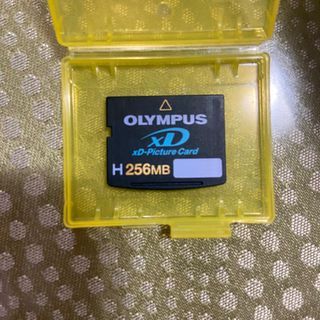 OLYMPUS
xD
xD-Picture Card
H 256MB